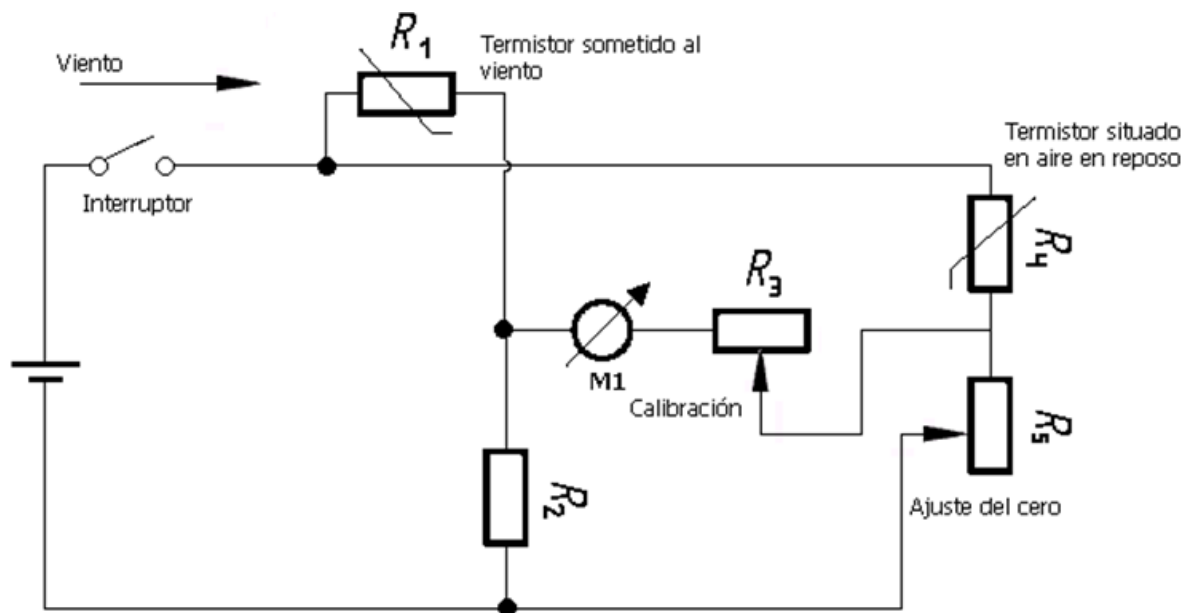 R1
Termistor sometido al
viento
Viento
Termistor situado
en aire en reposo
Interruptor
R4
R3
M1
Calibración
R5
R2
Ajuste del cero